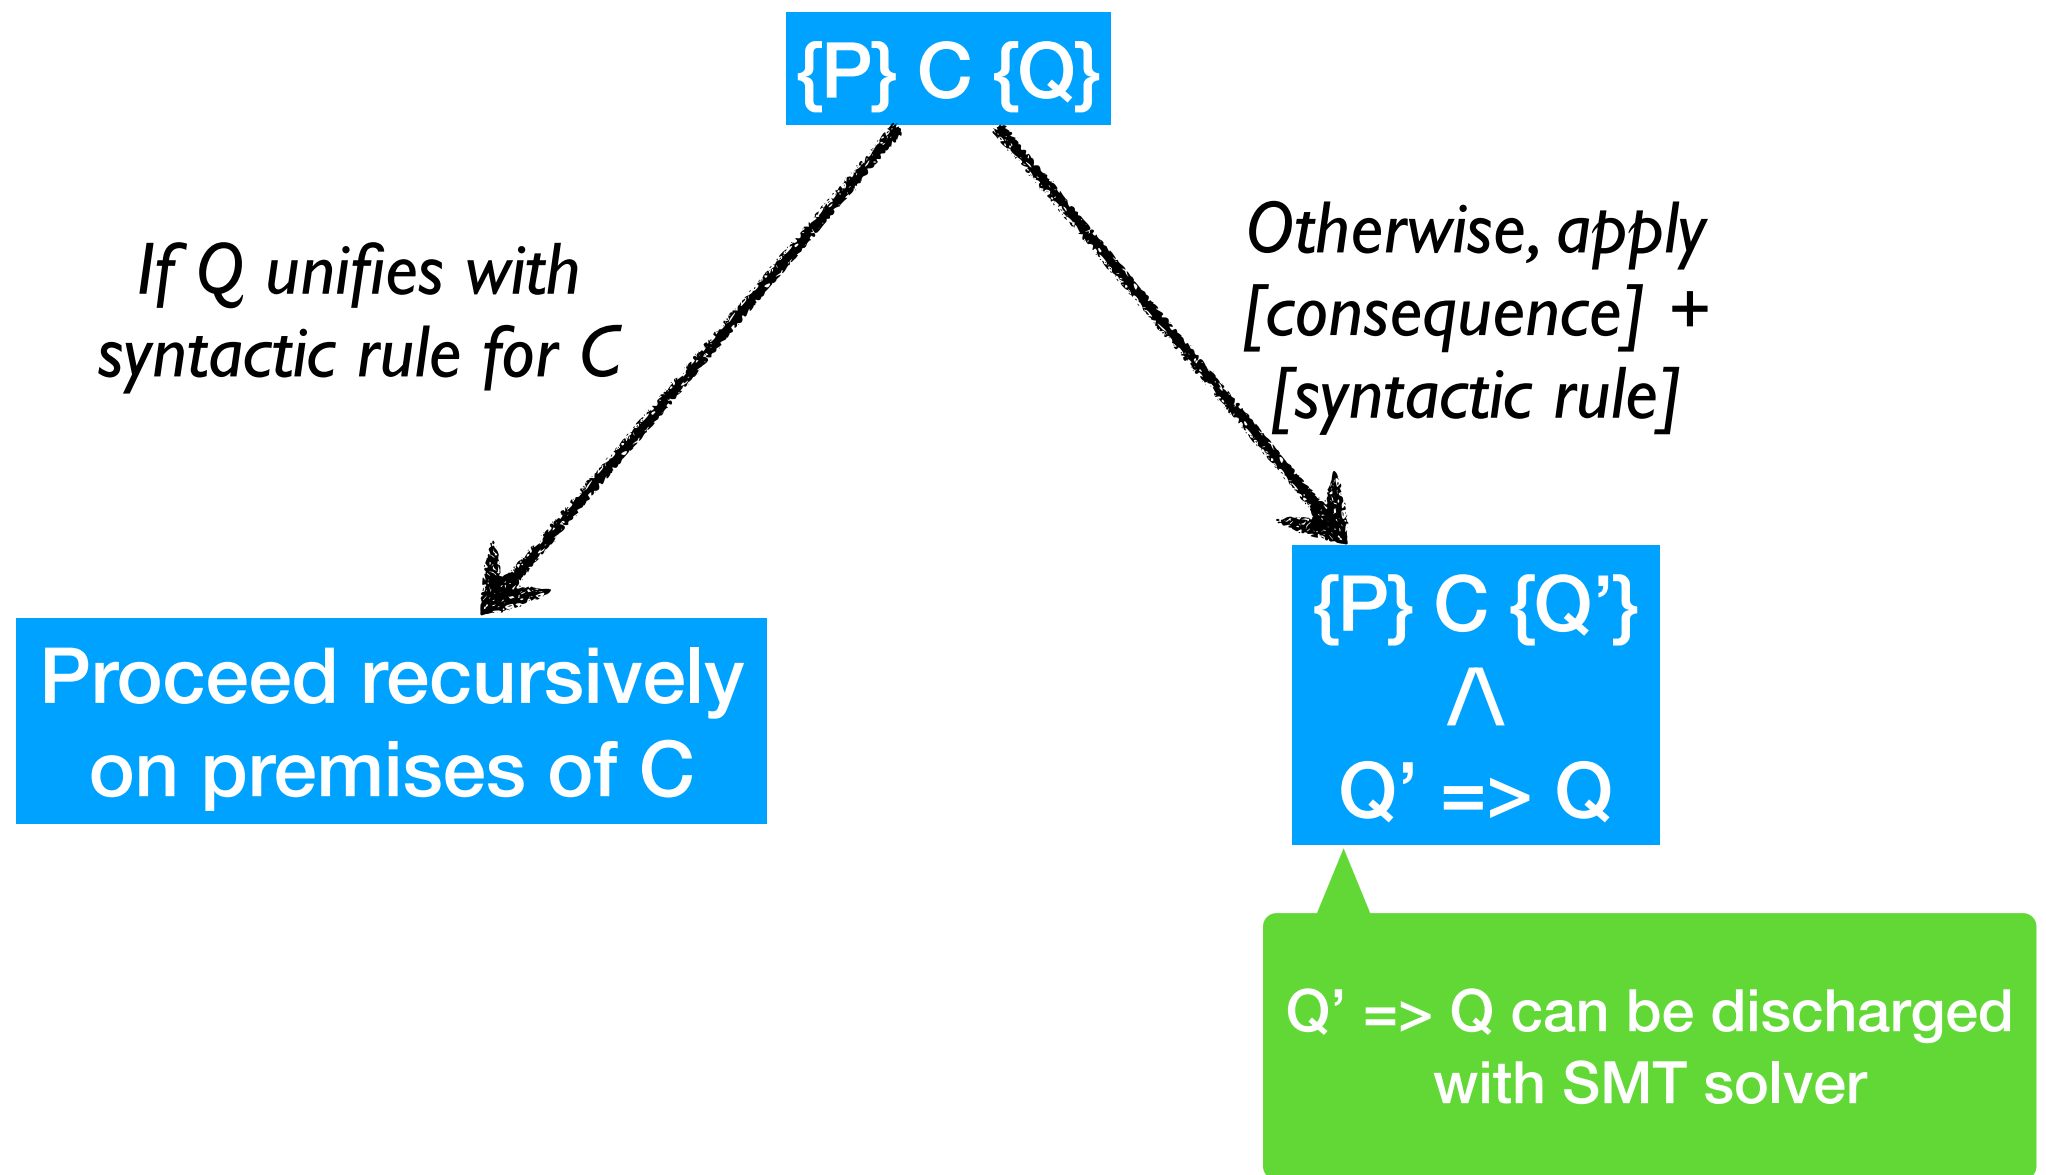 {P} C {Q}
If Q unifies with
syntactic rule for C
Otherwise, apply
[consequence] +
[syntactic rule]
Proceed recursively
on premises of C
{P} C {Q’}
/\
Q’ => Q
Q’ => Q can be discharged
with SMT solver